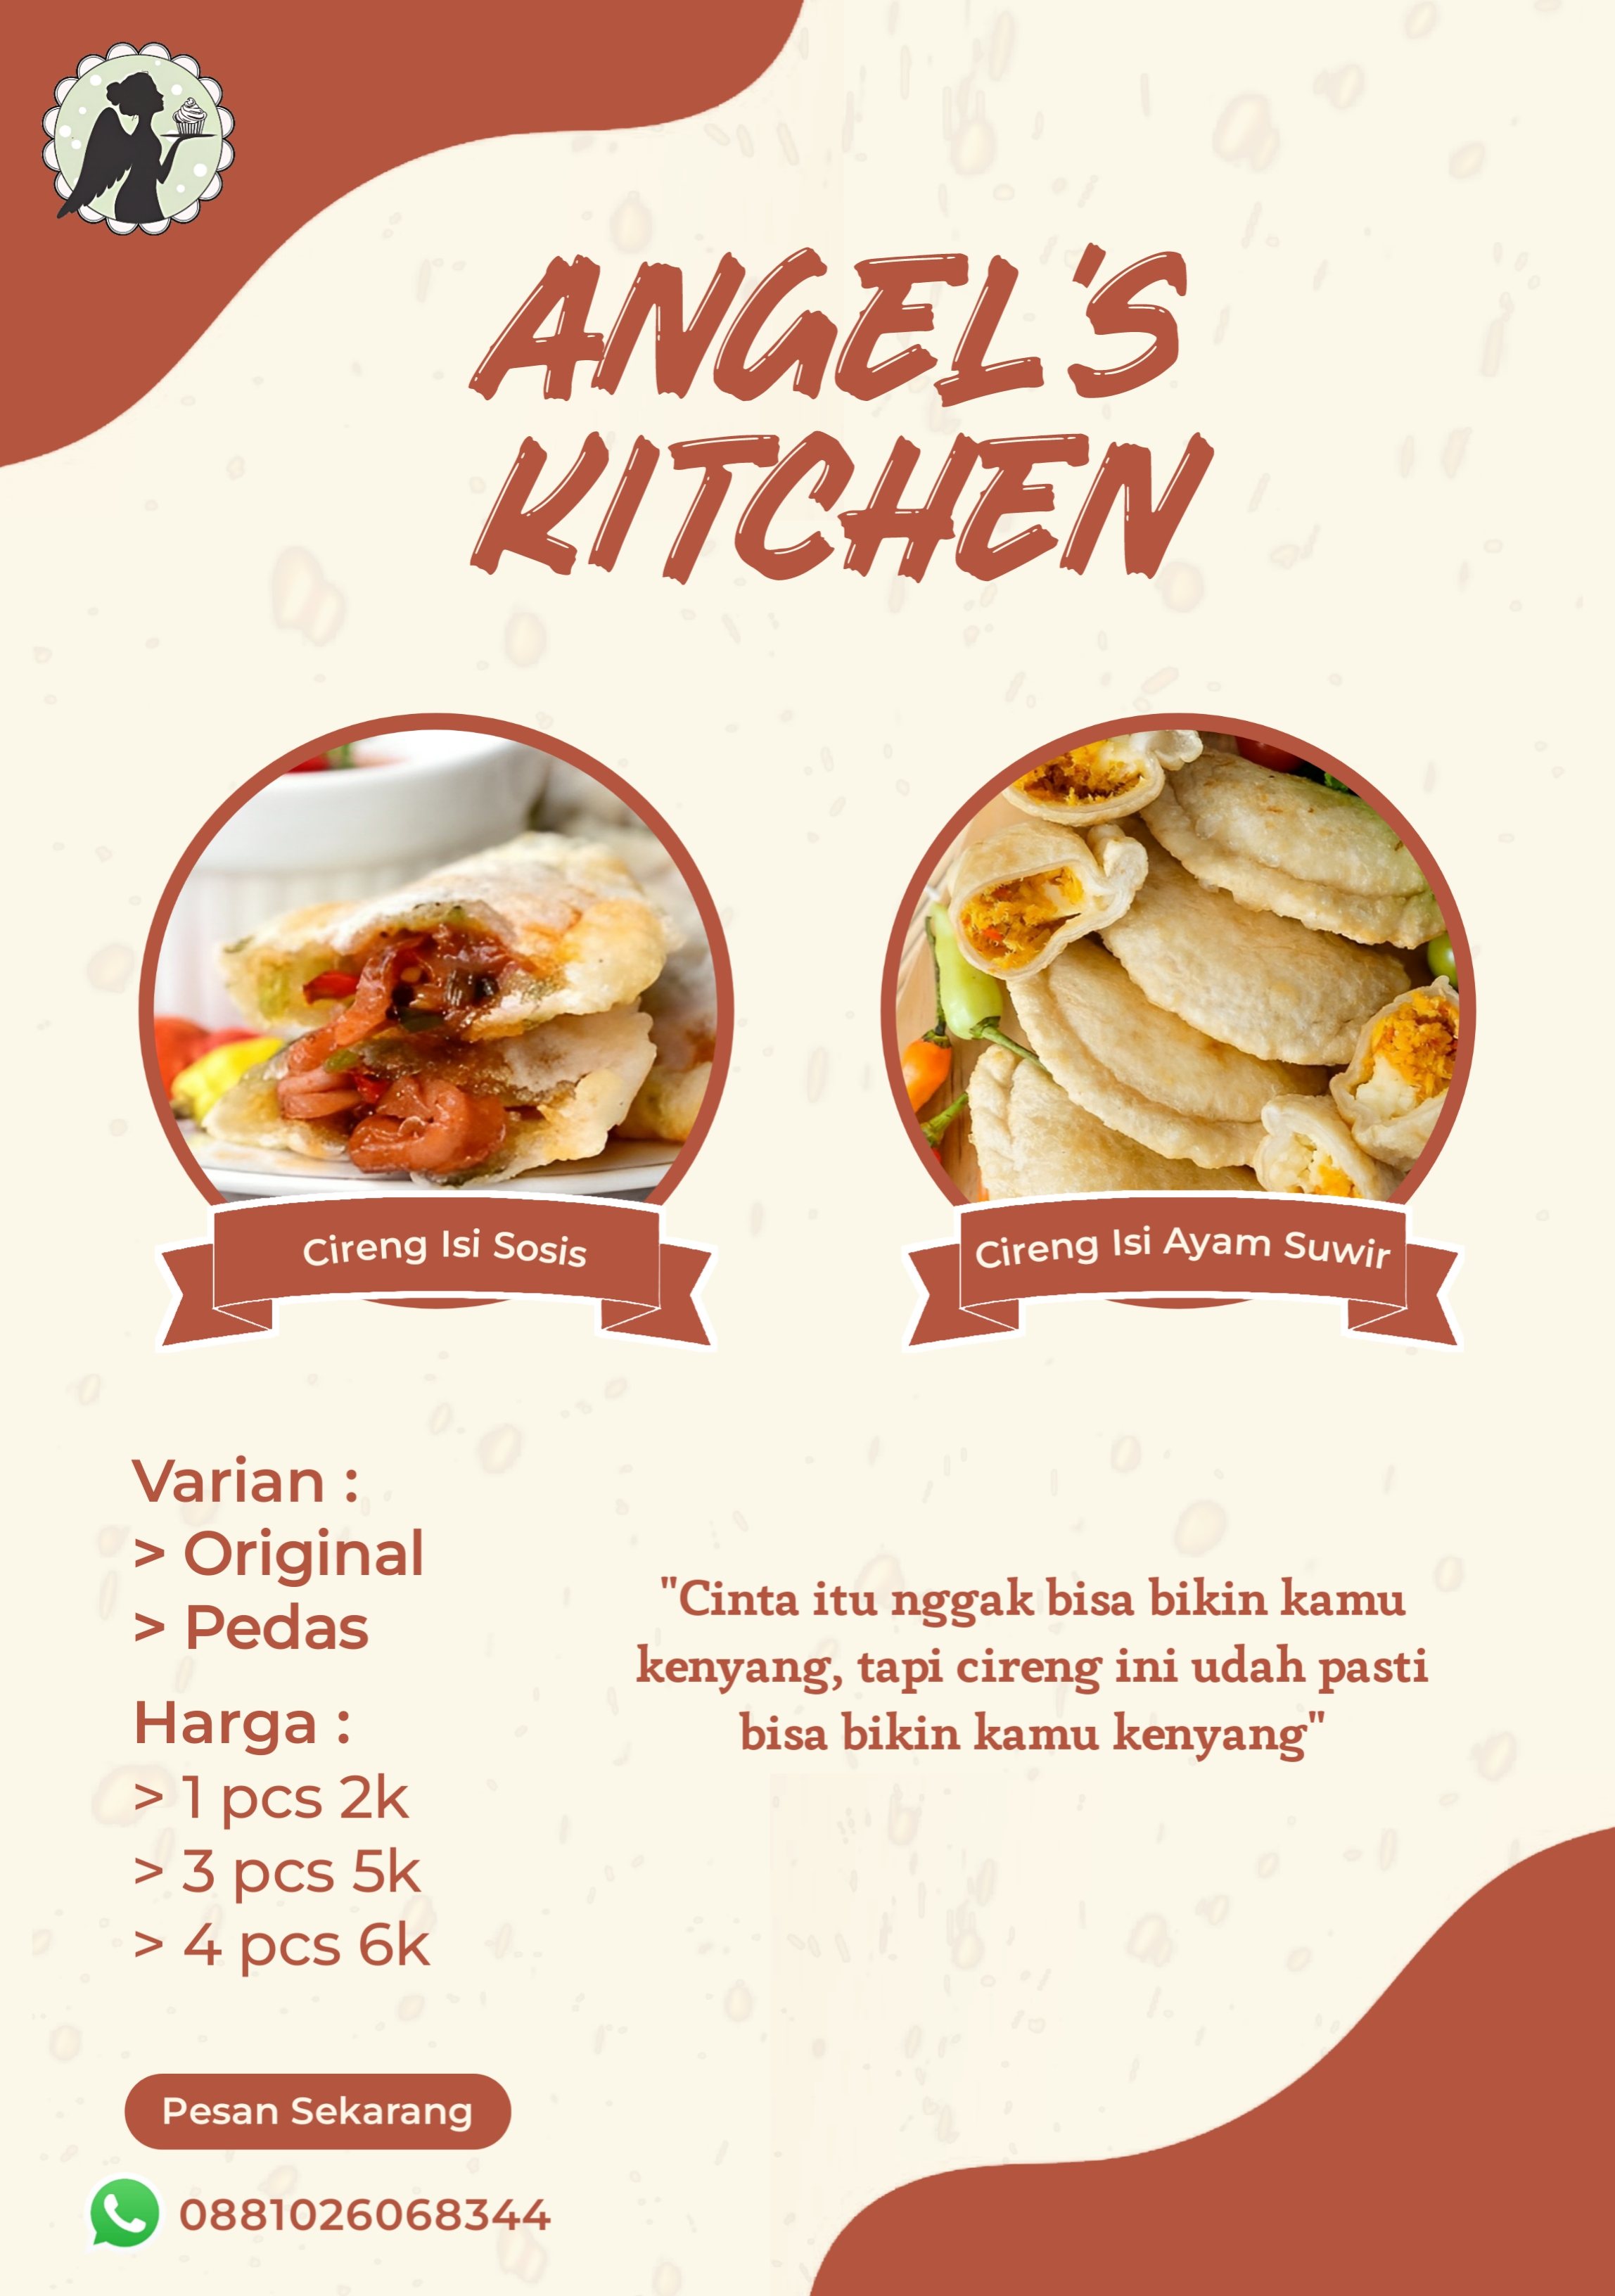 ANGEL'S
KITCHEN
Cireng Isi Sosis
Cireng Isi Ayam Suwir
Varian :
> Original
> Pedas
Harga :
> 1 pcs 2k
> 3 pcs 5k
> 4 pcs 6k
"Cinta itu nggak bisa bikin kamu
kenyang, tapi cireng ini udah pasti
bisa bikin kamu kenyang"
Pesan Sekarang
0881026068344